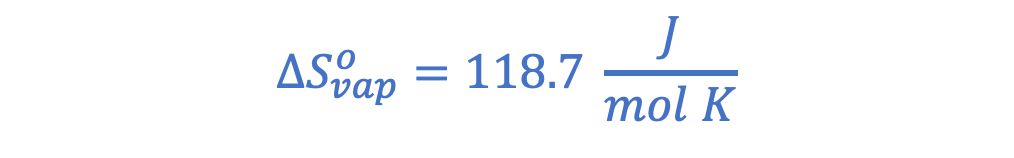 ΔS°vap = 118.7 J/mol K